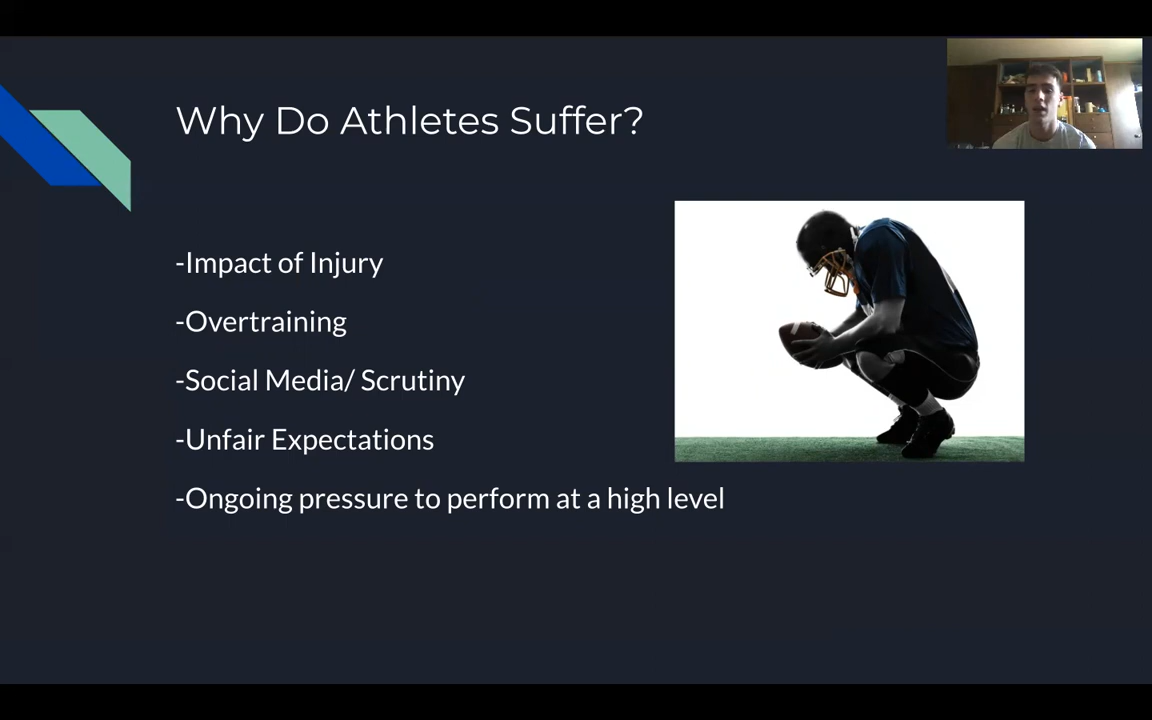 Why Do Athletes Suffer?
-Impact of Injury
-Overtraining
-Social Media/ Scrutiny
-Unfair Expectations
-Ongoing pressure to perform at a high level